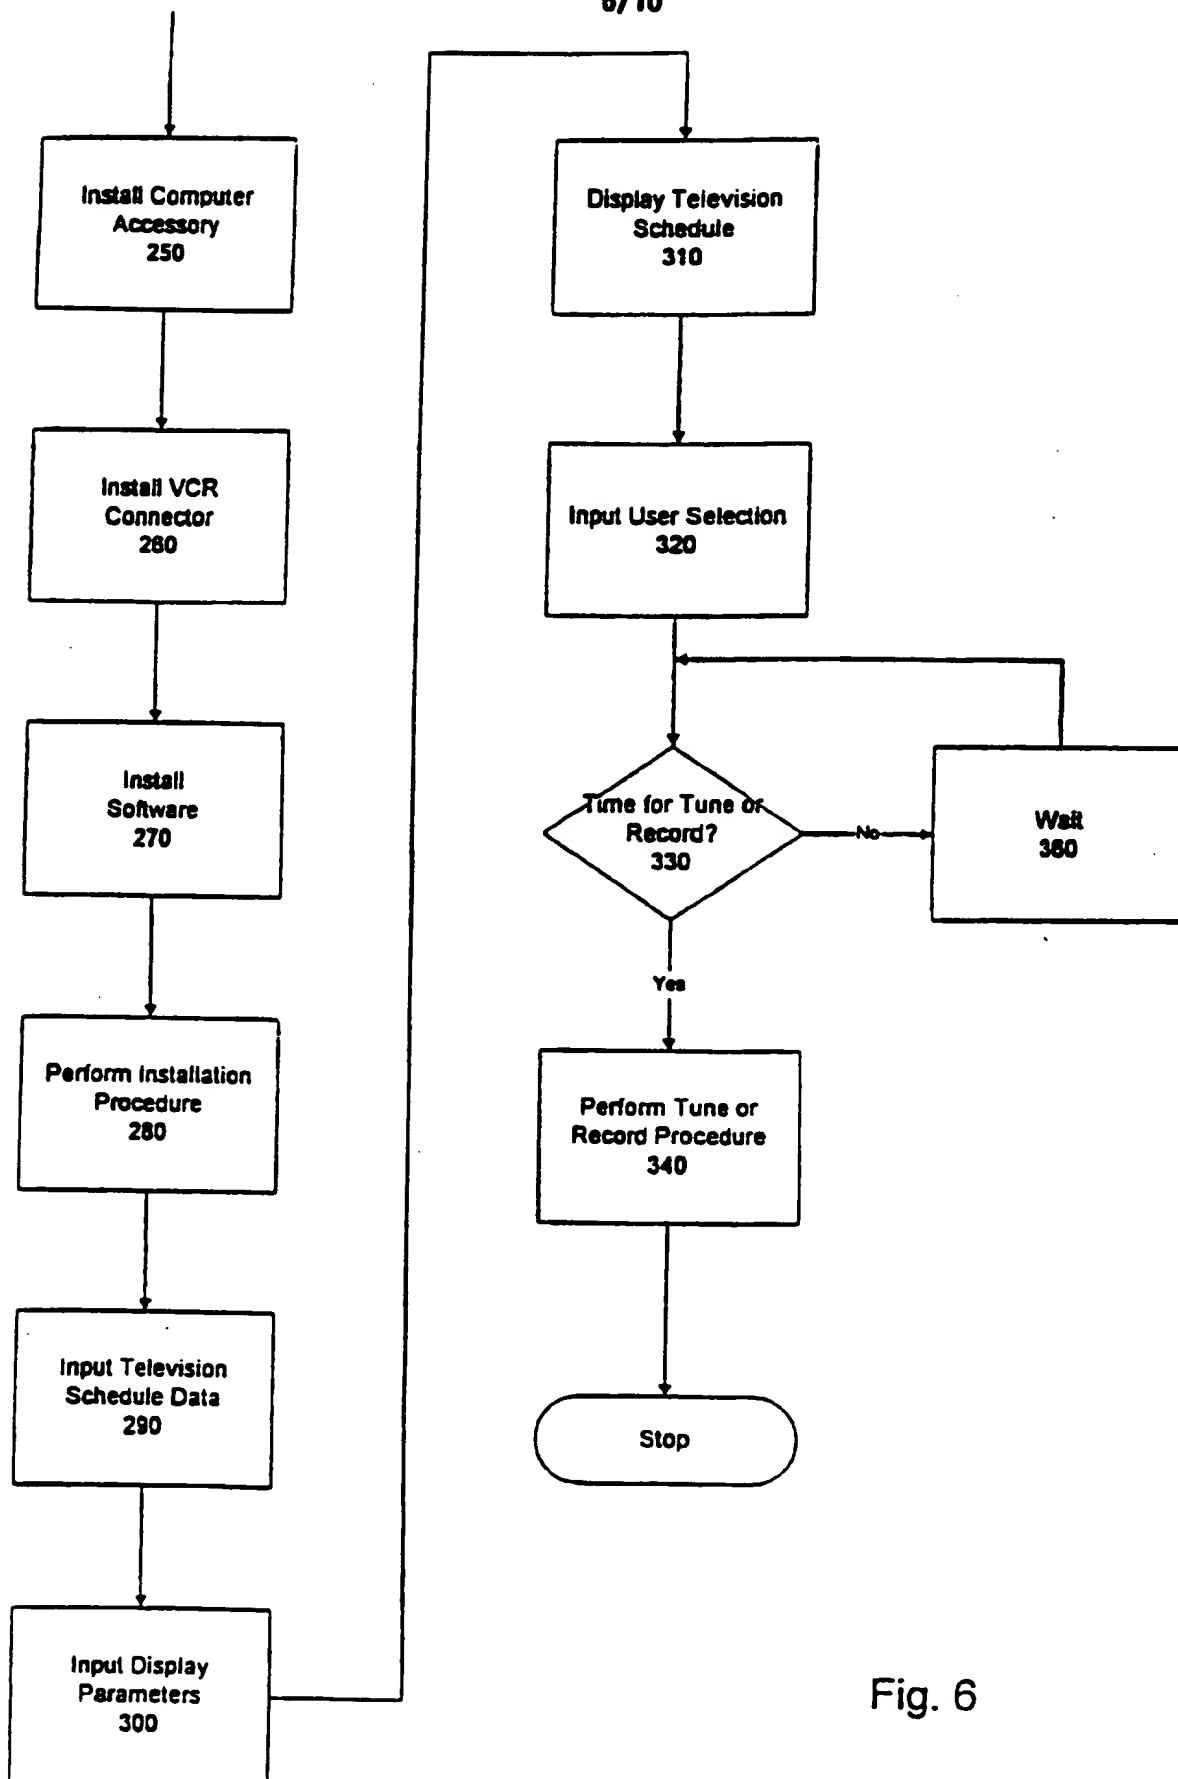 6/10
Install Computer
Accessory
250
Install VCR
Connector
260
Install
Software
270
Perform Installation
Procedure
280
Input Television
Schedule Data
290
Input Display
Parameters
300
Display Television
Schedule
310
Input User Selection
320
Time for Tune or
Record?
330
No
Wait
360
Yes
Perform Tune or
Record Procedure
340
Stop
Fig. 6